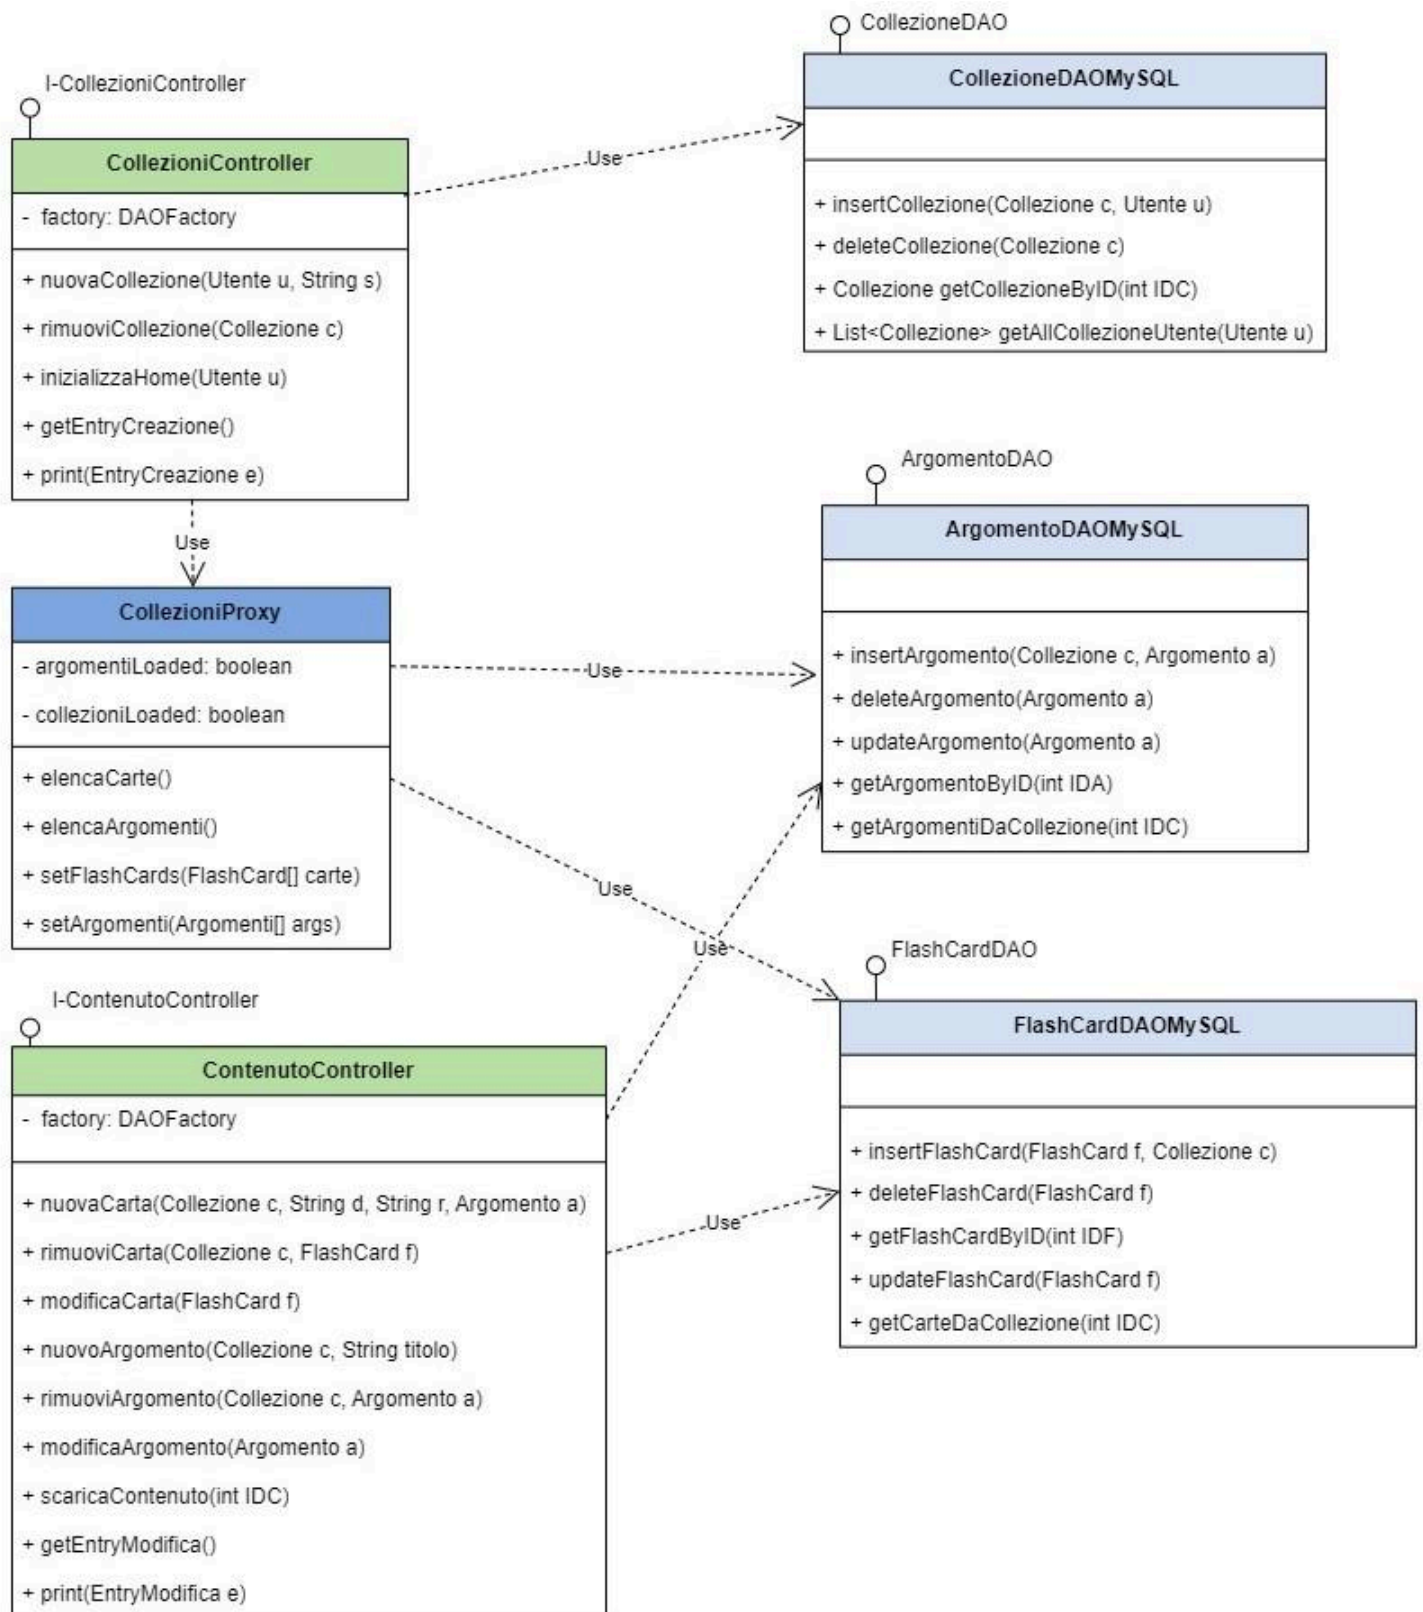 CollezioneDAO
CollezioneDAOMySQL
+ insertCollezione(Collezione c, Utente u)
+ deleteCollezione(Collezione c)
+ Collezione getCollezioneByID(int IDC)
+ List<Collezione> getAllCollezioneUtente(Utente u)
I-CollezioniController
CollezioniController
- factory: DAOFactory
+ nuovaCollezione(Utente u, String s)
+ rimuoviCollezione(Collezione c)
+ inizializzaHome(Utente u)
+ getEntryCreazione()
+ print(EntryCreazione e)
Use
Use
ArgomentoDAO
ArgomentoDAOMySQL
+ insertArgomento(Collezione c, Argomento a)
+ deleteArgomento(Argomento a)
+ updateArgomento(Argomento a)
+ getArgomentoByID(int IDA)
+ getArgomentiDaCollezione(int IDC)
CollezioniProxy
- argomentiLoaded: boolean
- collezioniLoaded: boolean
+ elencaCarte()
+ elencaArgomenti()
+ setFlashCards(FlashCard[] carte)
+ setArgomenti(Argomenti[] args)
Use
Use
Use
FlashCardDAO
FlashCardDAOMySQL
+ insertFlashCard(FlashCard f, Collezione c)
+ deleteFlashCard(FlashCard f)
+ getFlashCardByID(int IDF)
+ updateFlashCard(FlashCard f)
+ getCarteDaCollezione(int IDC)
I-ContenutoController
ContenutoController
- factory: DAOFactory
+ nuovaCarta(Collezione c, String d, String r, Argomento a)
+ rimuoviCarta(Collezione c, FlashCard f)
+ modificaCarta(FlashCard f)
+ nuovoArgomento(Collezione c, String titolo)
+ rimuoviArgomento(Collezione c, Argomento a)
+ modificaArgomento(Argomento a)
+ scaricaContenuto(int IDC)
+ getEntryModifica()
+ print(EntryModifica e)
Use